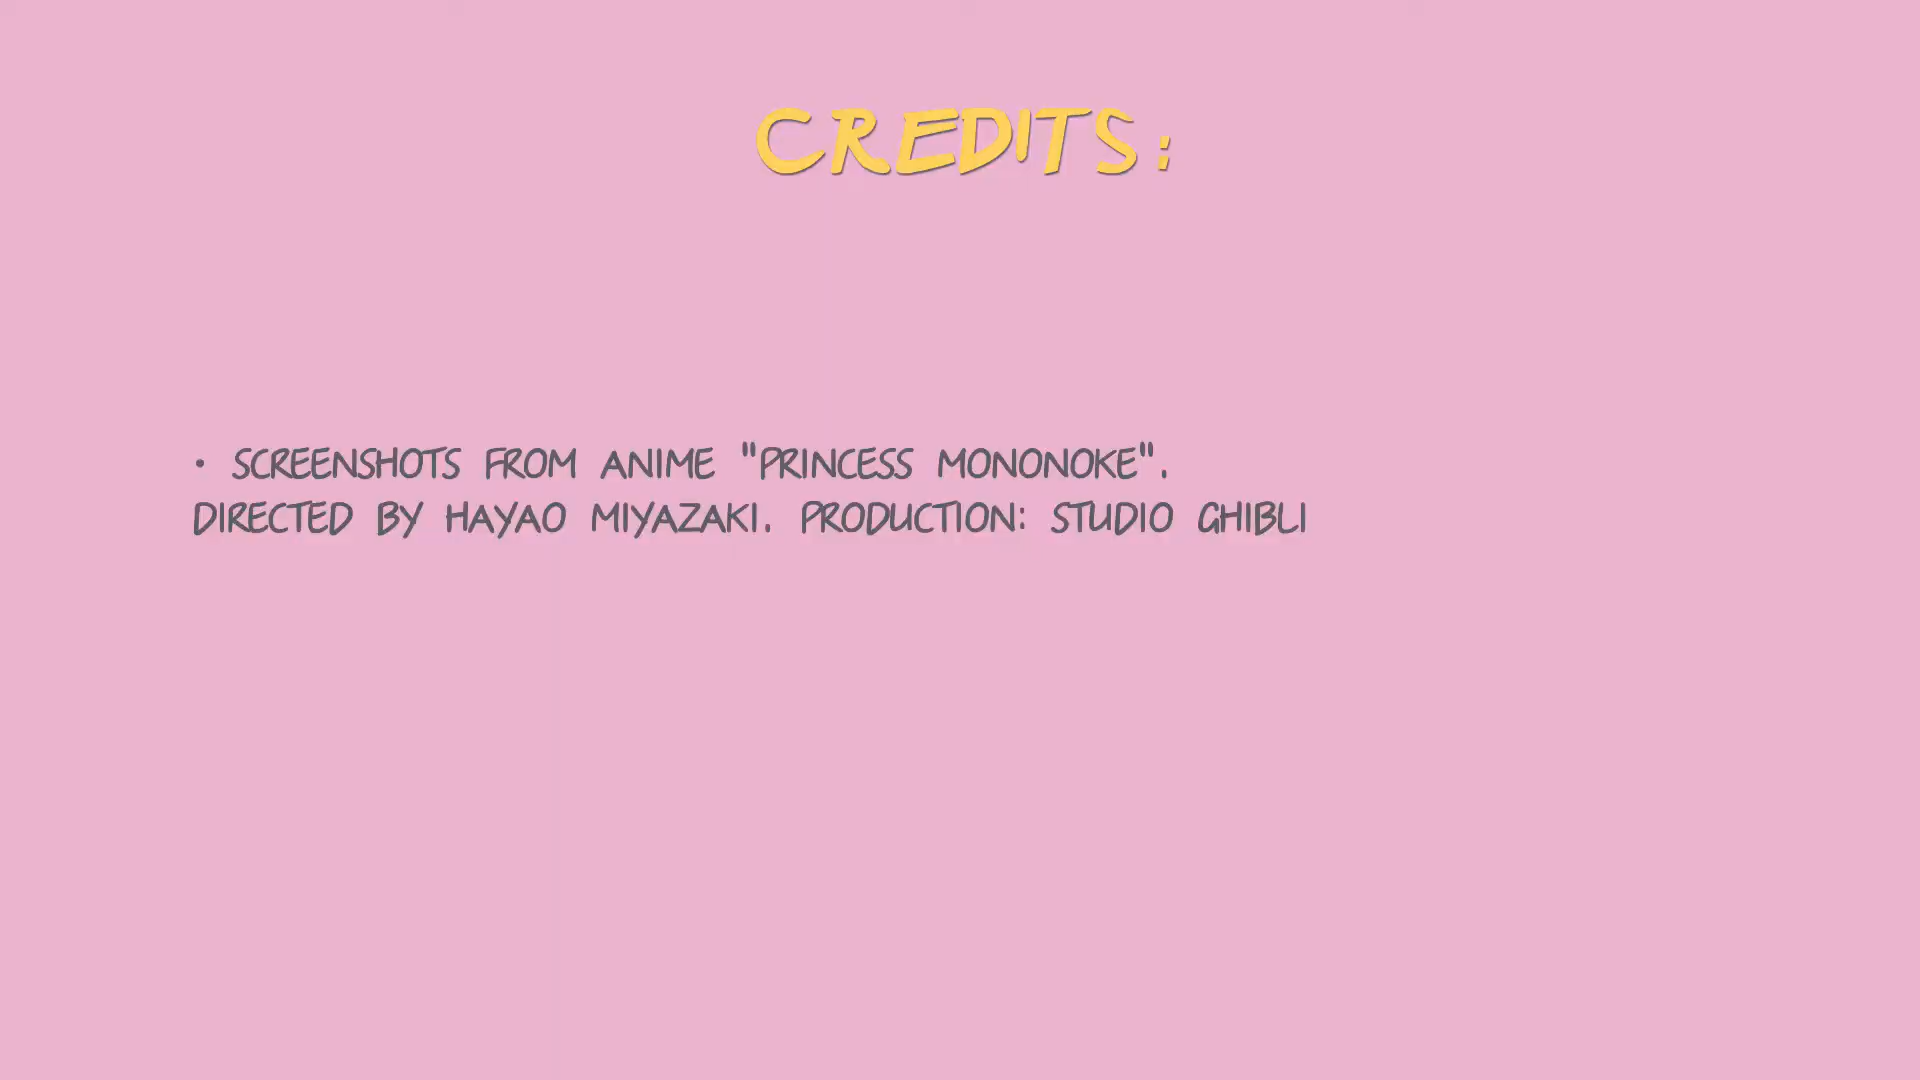 CREDITS:
• SCREENSHOTS FROM ANIME "PRINCESS MONONOKE".
DIRECTED BY HAYAO MIYAZAKI. PRODUCTION: STUDIO GHIBLI